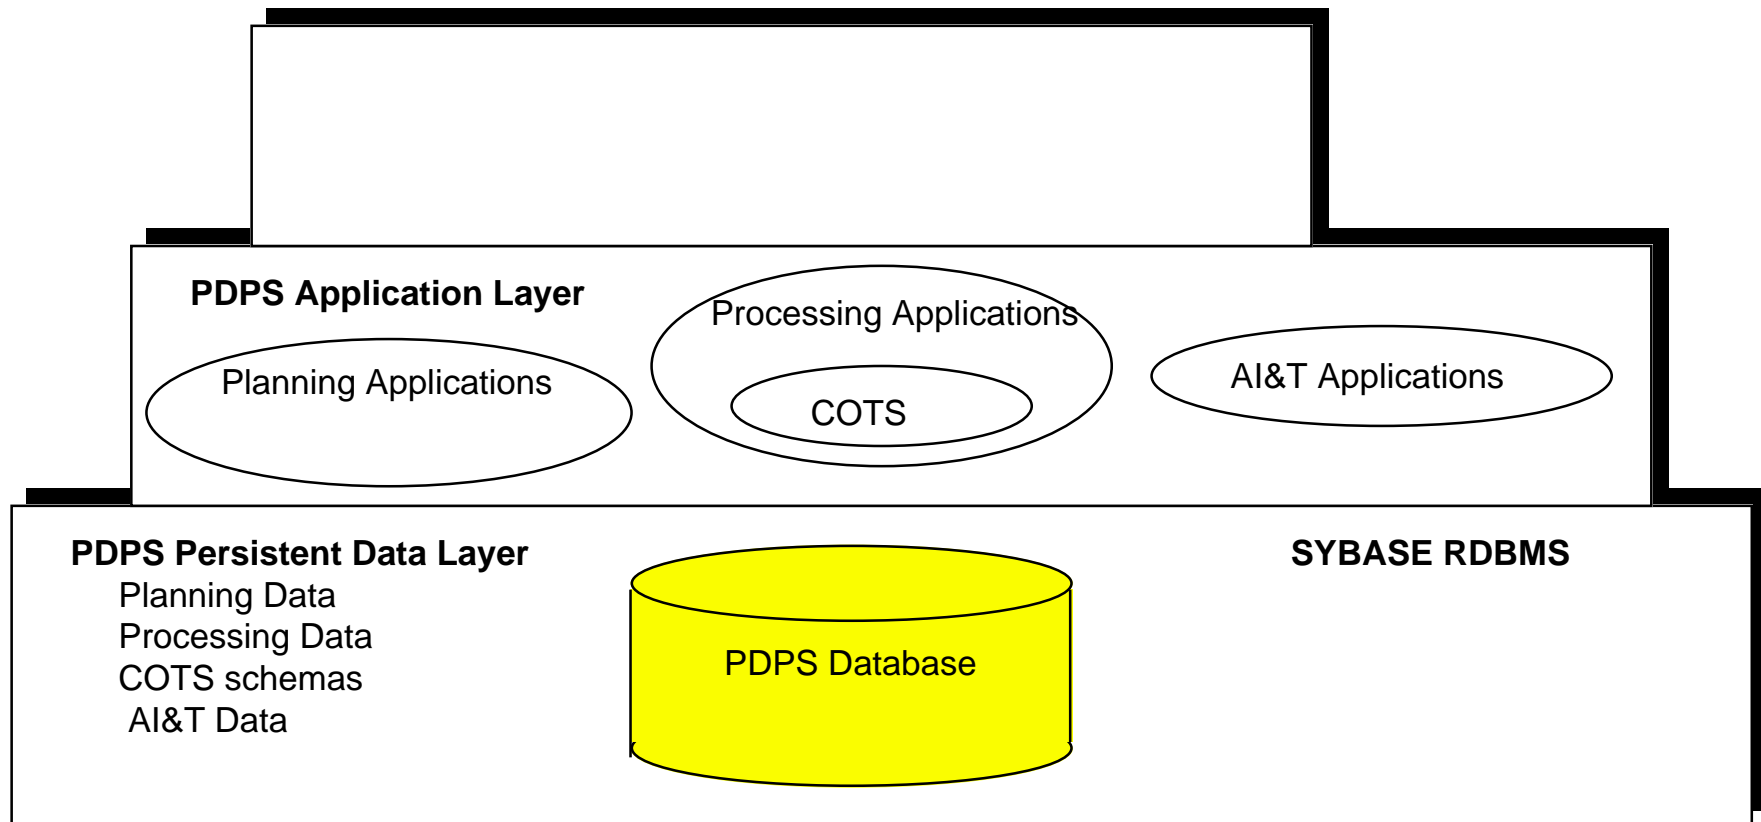 PDPS Application Layer
Processing Applications
Planning Applications
COTS
AI&T Applications
PDPS Persistent Data Layer
Planning Data
Processing Data
COTS schemas
AI&T Data
PDPS Database
SYBASE RDBMS